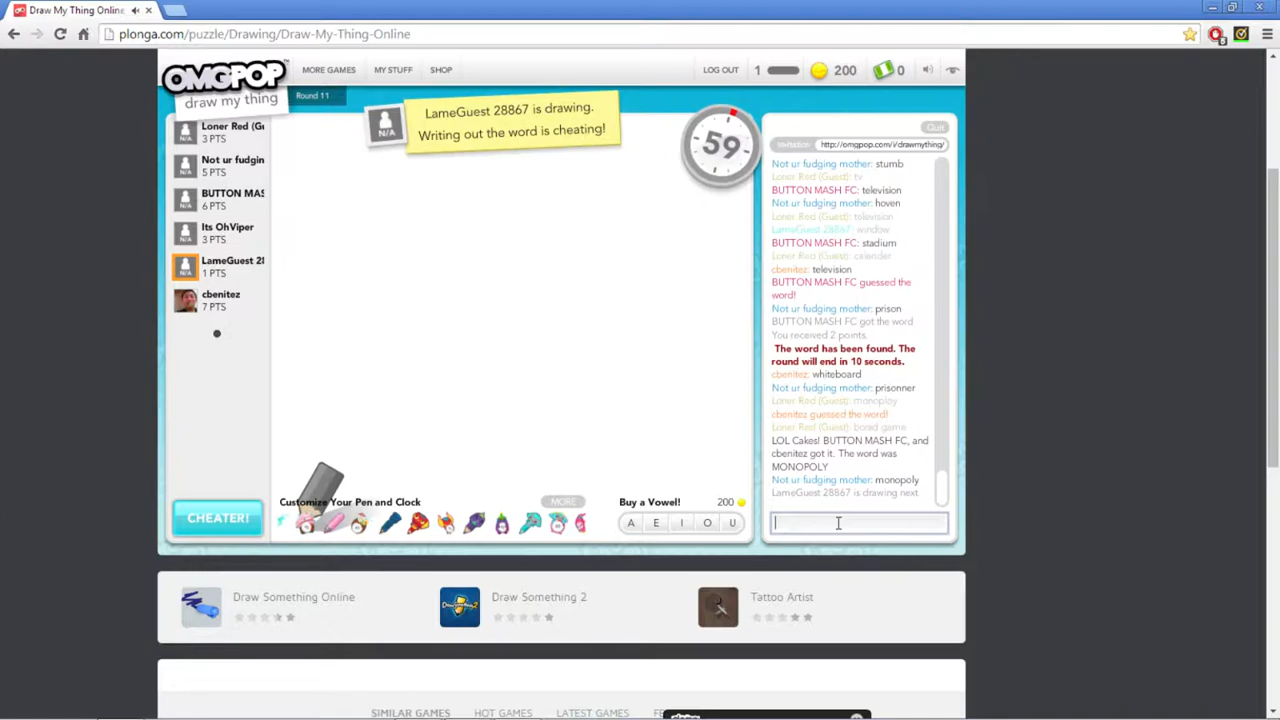 Draw My Thing Online
plonga.com/puzzle/Drawing/Draw-My-Thing-Online
OMGPOP
draw my thing
MORE GAMES
MY STUFF
SHOP
LOG OUT
1
200
0
Round 11
N/A
LameGuest 28867 is drawing.
Writing out the word is cheating!
59
Quit
Invitation
http://omgpop.com/i/drawmything/
N/A
Loner Red (Gu
3 PTS
N/A
Not ur fudgin
5 PTS
N/A
BUTTON MAS
6 PTS
N/A
Its OhViper
3 PTS
N/A
LameGuest 28
1 PTS
cbenitez
7 PTS
CHEATER!
Customize Your Pen and Clock
MORE
Buy a Vowel!
200
A E I O U
Not ur fudging mother: stumb
Loner Red (Guest): tv
BUTTON MASH FC: television
Not ur fudging mother: hoven
Loner Red (Guest): television
LameGuest 28867: window
BUTTON MASH FC: stadium
Loner Red (Guest): calender
cbenitez: television
BUTTON MASH FC guessed the
word!
Not ur fudging mother: prison
BUTTON MASH FC got the word
You received 2 points.
The word has been found. The
round will end in 10 seconds.
cbenitez: whiteboard
Not ur fudging mother: prisonner
Loner Red (Guest): monoploy
cbenitez guessed the word!
Loner Red (Guest): bored game
LOL Cakes! BUTTON MASH FC, and
cbenitez got it. The word was
MONOPOLY
Not ur fudging mother: monopoly
LameGuest 28867 is drawing next
Draw Something Online
Draw Something 2
Tattoo Artist
SIMILAR GAMES
HOT GAMES
LATEST GAMES